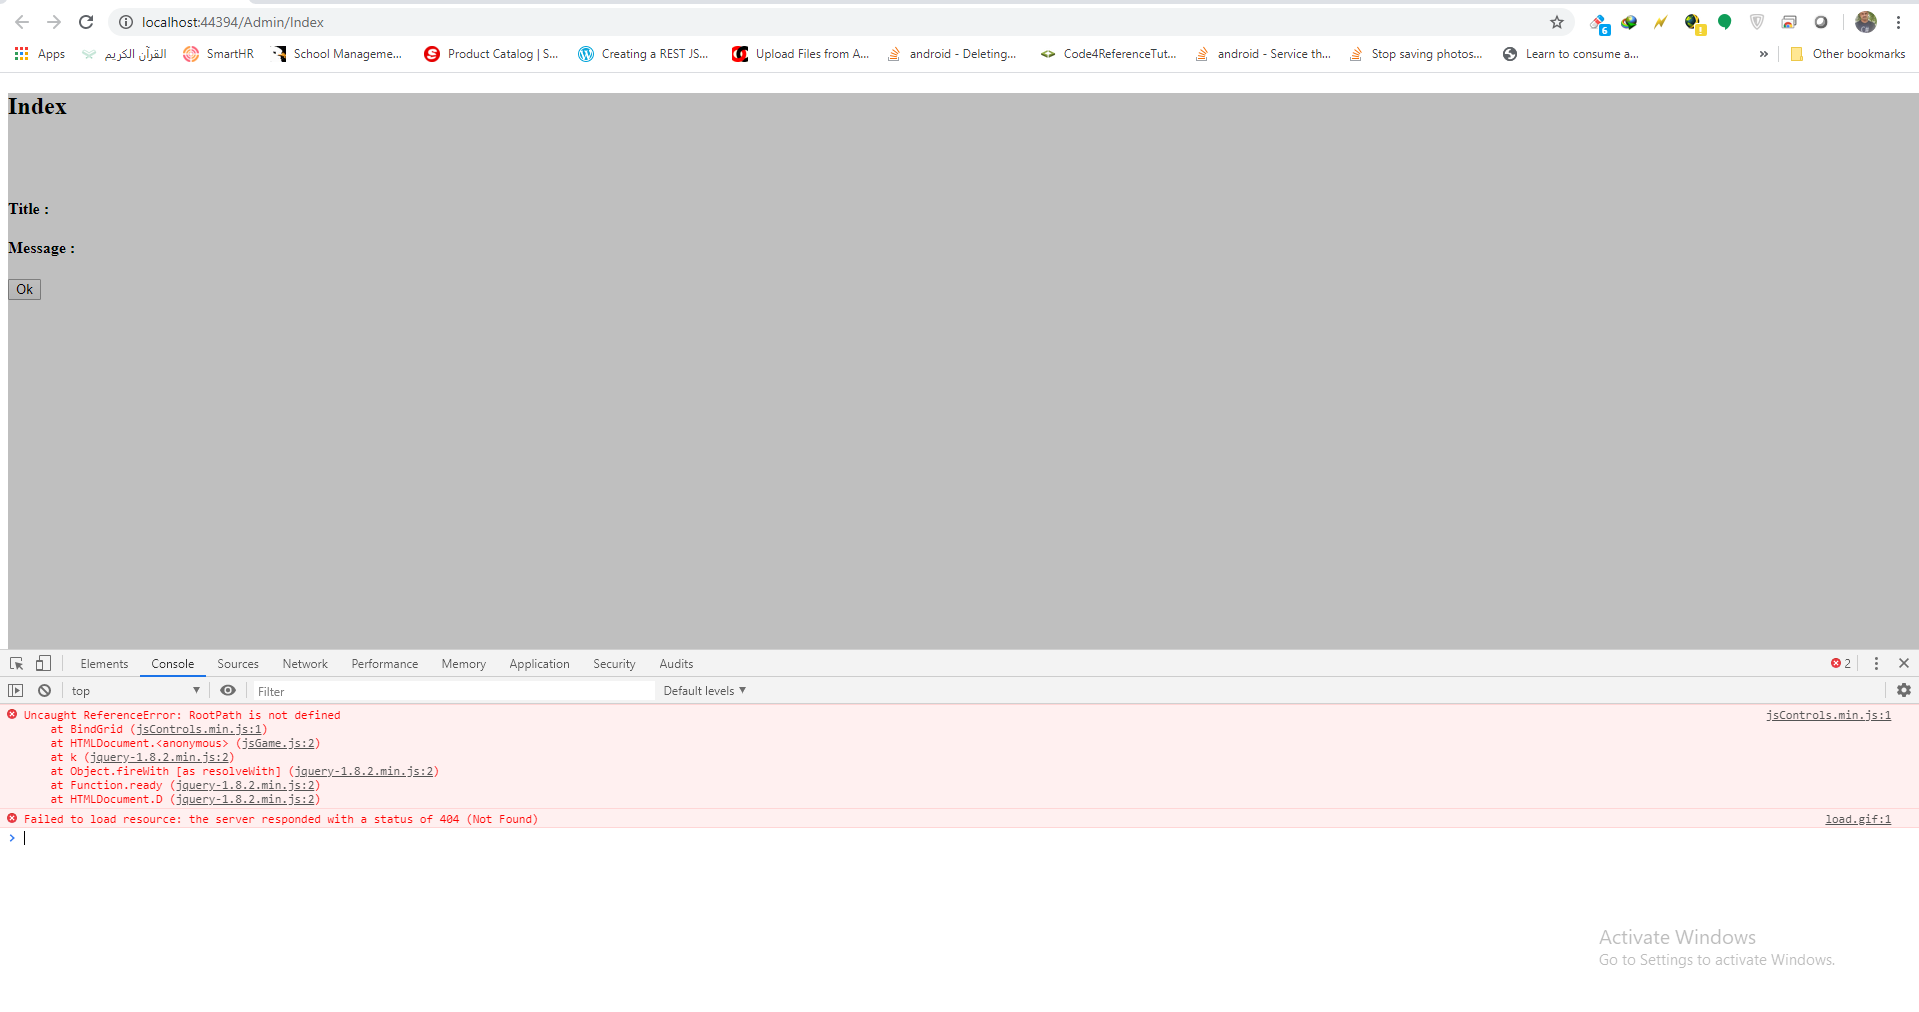 localhost:44394/Admin/Index
6
!
Apps القرآن الكريم SmartHR School Manageme... Product Catalog | S... Creating a REST JS... Upload Files from A... android - Deleting... Code4ReferenceTut... android - Service th... Stop saving photos... Learn to consume a... » Other bookmarks
Index
Title :
Message :
Ok
Elements Console Sources Network Performance Memory Application Security Audits 2
top Filter Default levels
Uncaught ReferenceError: RootPath is not defined jsControls.min.js:1
at BindGrid (jsControls.min.js:1)
at HTMLDocument.<anonymous> (jsGame.js:2)
at k (jquery-1.8.2.min.js:2)
at Object.fireWith [as resolveWith] (jquery-1.8.2.min.js:2)
at Function.ready (jquery-1.8.2.min.js:2)
at HTMLDocument.D (jquery-1.8.2.min.js:2)
Failed to load resource: the server responded with a status of 404 (Not Found) load.gif:1
>
Activate Windows
Go to Settings to activate Windows.